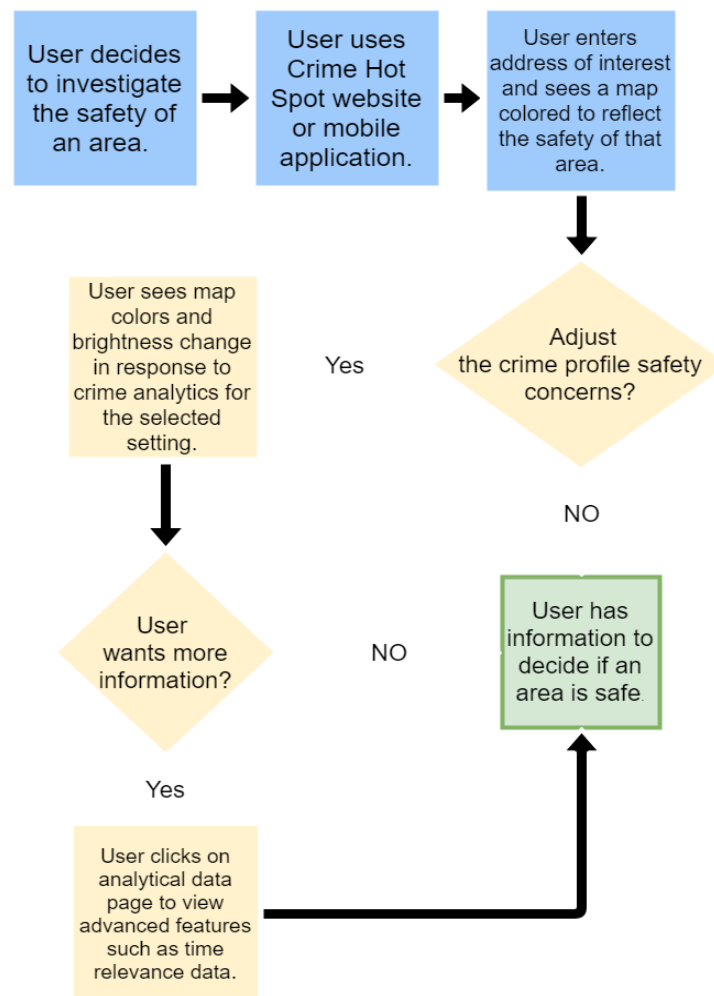 User decides
to investigate
the safety of
an area.
User uses
Crime Hot
Spot website
or mobile
application.
User enters
address of interest
and sees a map
colored to reflect
the safety of that
area.
Adjust
the crime profile safety
concerns?
Yes
User sees map
colors and
brightness change
in response to
crime analytics for
the selected
setting.
NO
User
wants more
information?
NO
User has
information to
decide if an
area is safe.
Yes
User clicks on
analytical data
page to view
advanced features
such as time
relevance data.